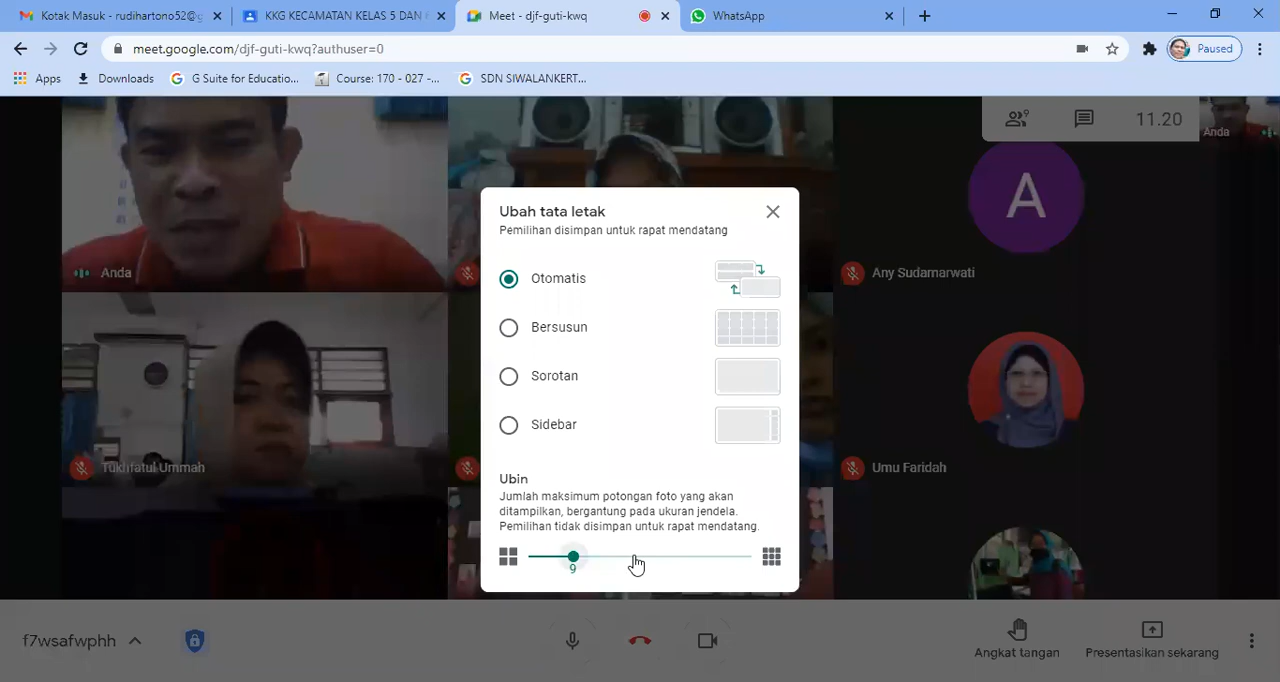 Kotak Masuk - rudihartono52@g
KKG KECAMATAN KELAS 5 DAN
Meet - djf-guti-kwq
WhatsApp
meet.google.com/djf-guti-kwq?authuser=0
Paused
Apps
Downloads
G Suite for Educatio...
Course: 170 - 027 -...
SDN SIWALANKERT...
9
11.20
Anda
Ubah tata letak
Pemilihan disimpan untuk rapat mendatang
A
Anda
Any Sudarnarwati
Otomatis
Bersusun
Sorotan
Sidebar
Tukhfatul Ummah
Umu Faridah
Ubin
Jumlah maksimum potongan foto yang akan
ditampilkan, bergantung pada ukuran jendela.
Pemilihan tidak disimpan untuk rapat mendatang.
9
f7wsafwphh
Angkat tangan
Presentasikan sekarang